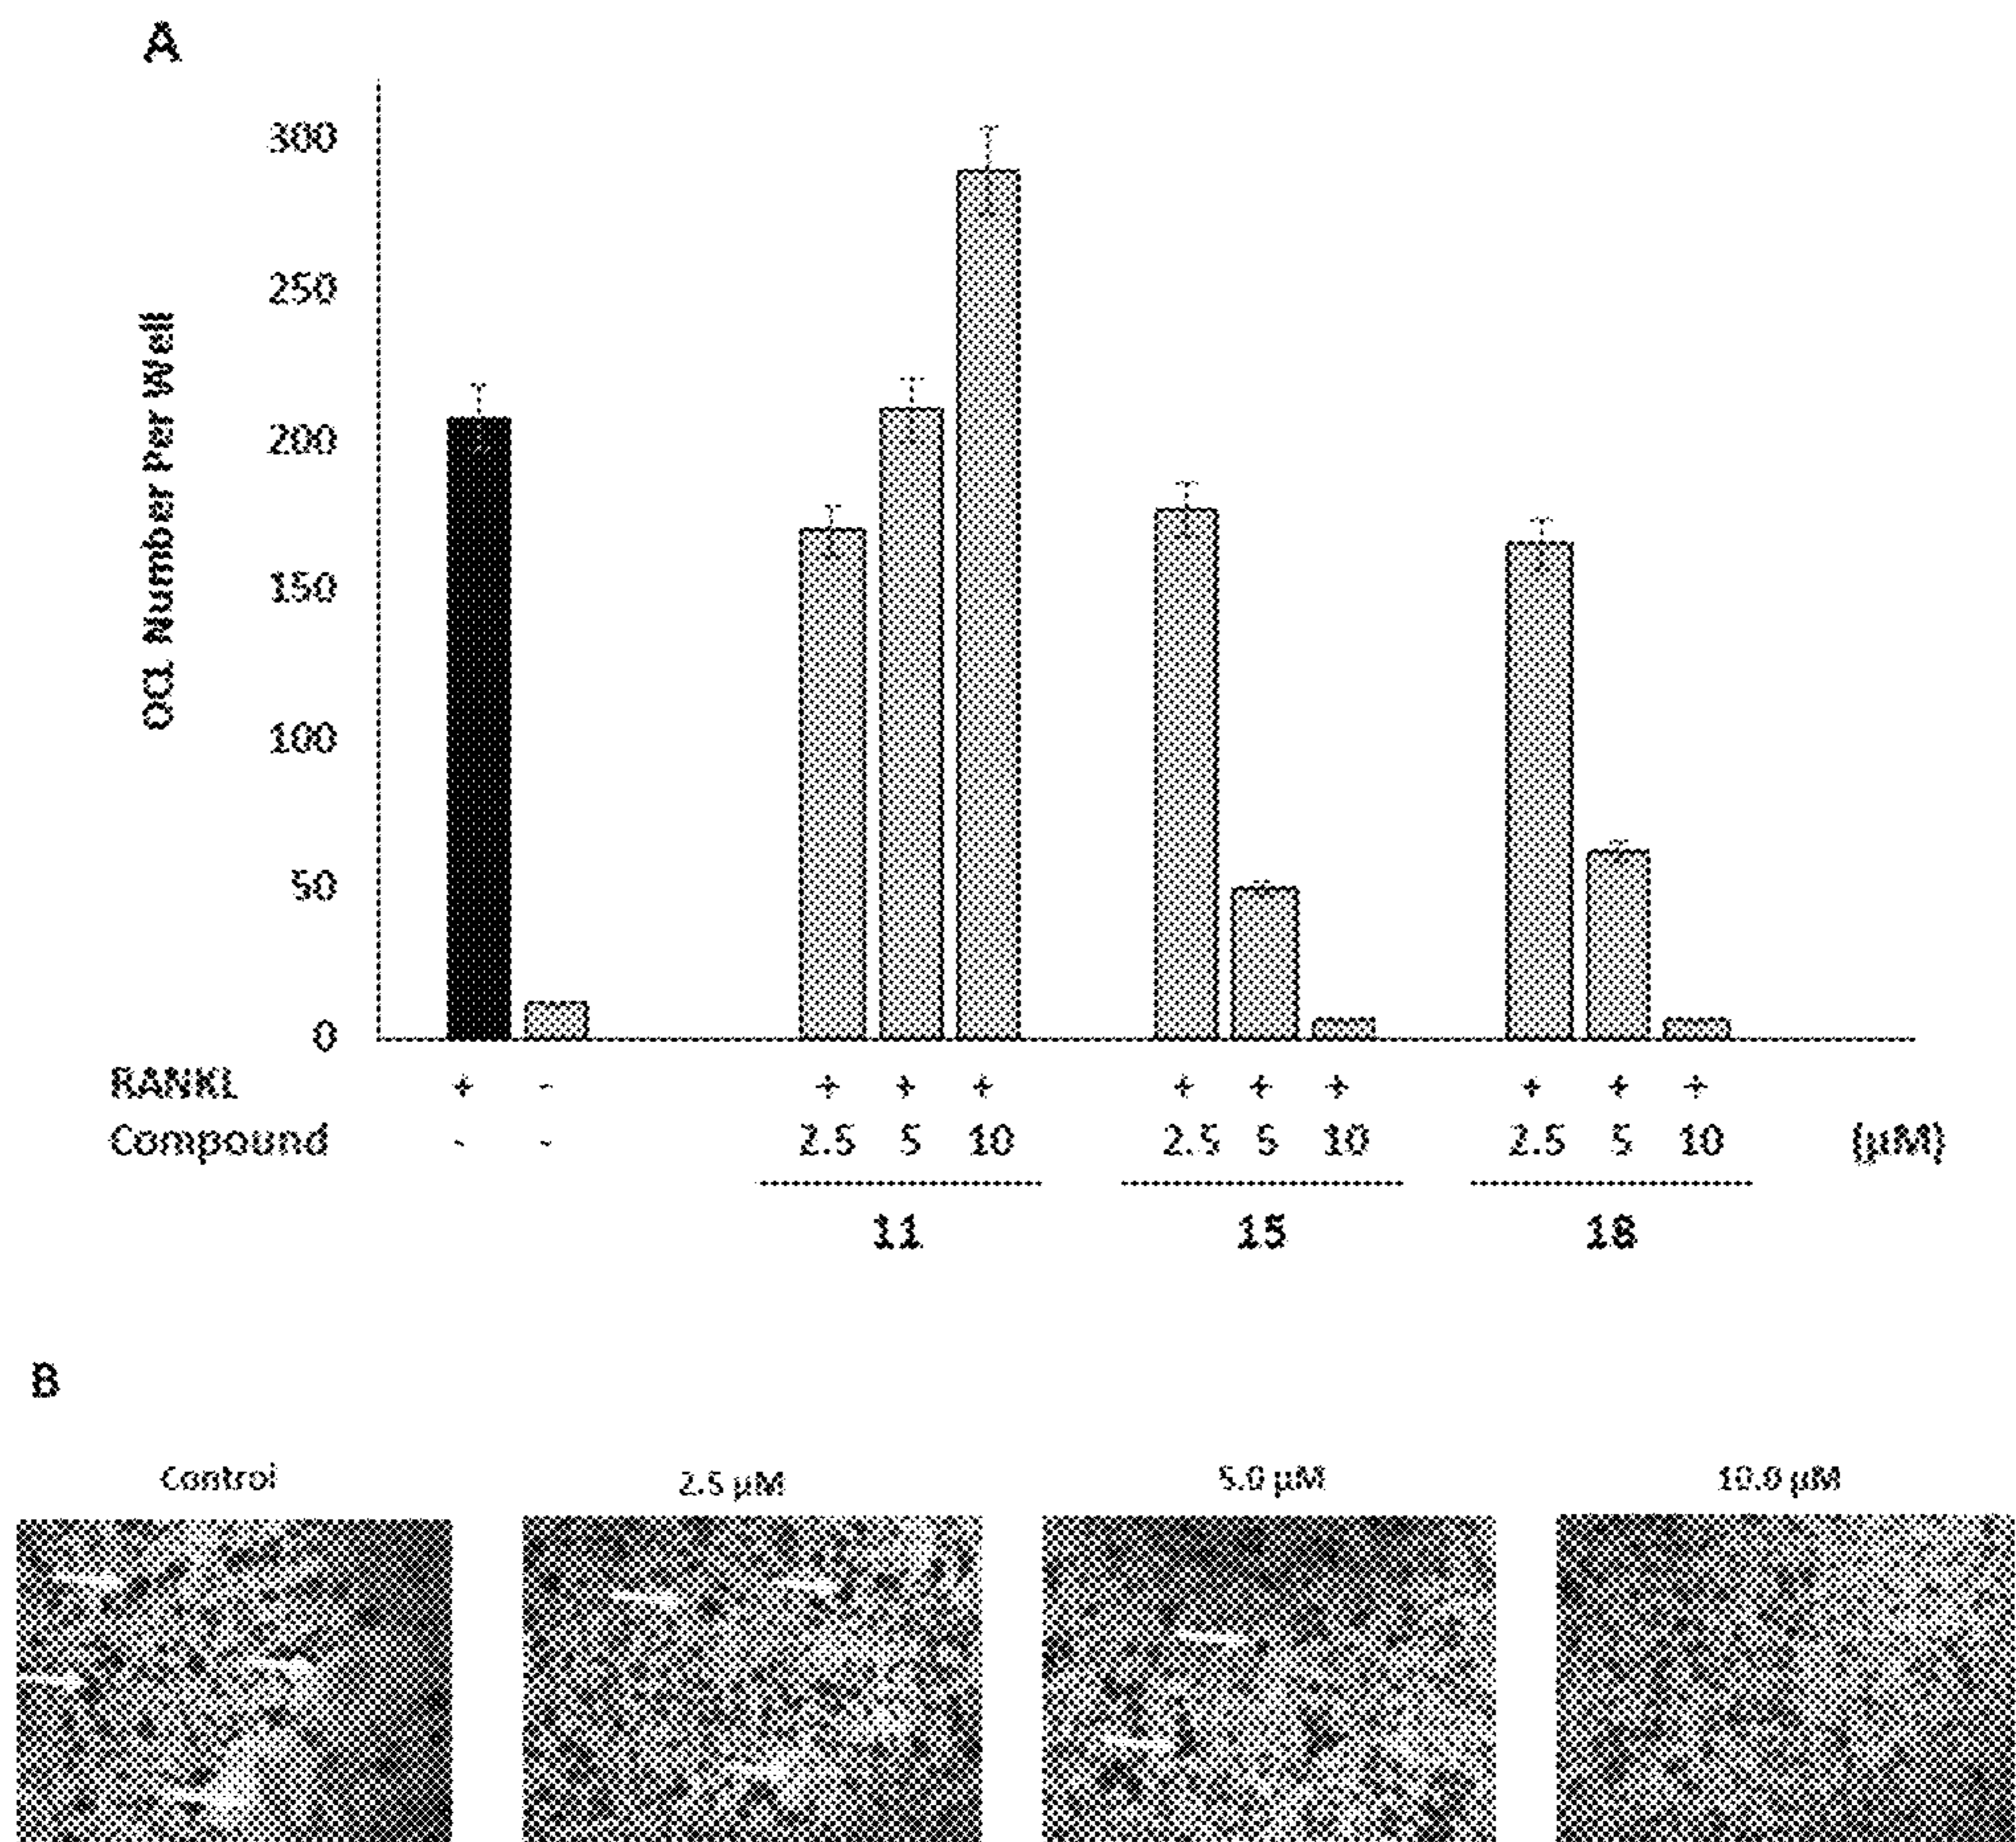 A
OCL Number Per Well
300
250
200
150
100
50
0
RANKL + - + + + + + + + + +
Compound - - 2.5 5 10 2.5 5 10 2.5 5 10 (µM)
11 15 18
B
Control 2.5 µM 5.0 µM 10.0 µM